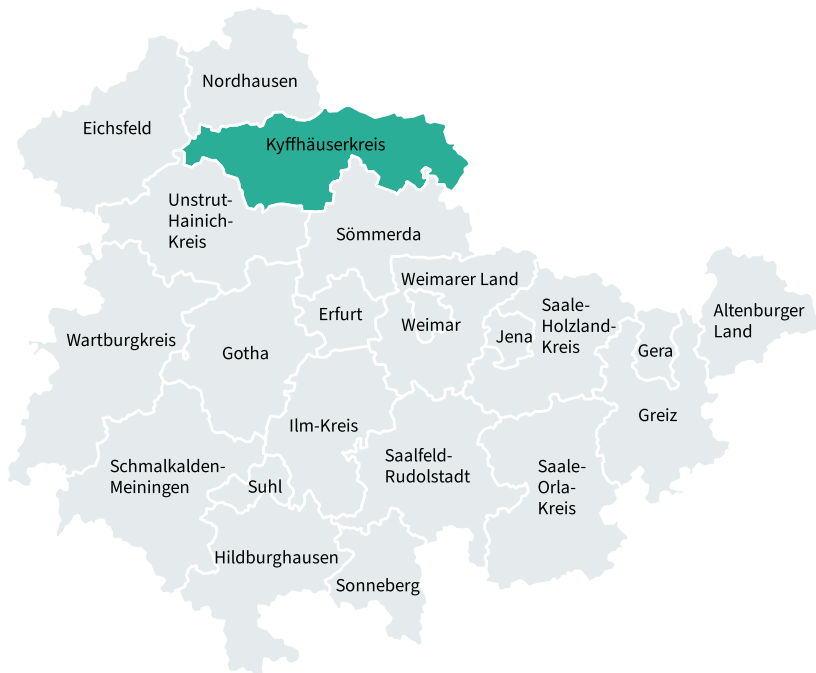 Nordhausen
Eichsfeld
Kyffhäuserkreis
Unstrut-
Hainich-
Kreis
Sömmerda
Weimarer Land
Saale-
Holzland-
Kreis
Altenburger
Land
Erfurt
Weimar
Jena
Wartburgkreis
Gotha
Gera
Greiz
Ilm-Kreis
Saalfeld-
Rudolstadt
Schmalkalden-
Meiningen
Suhl
Saale-
Orla-
Kreis
Hildburghausen
Sonneberg